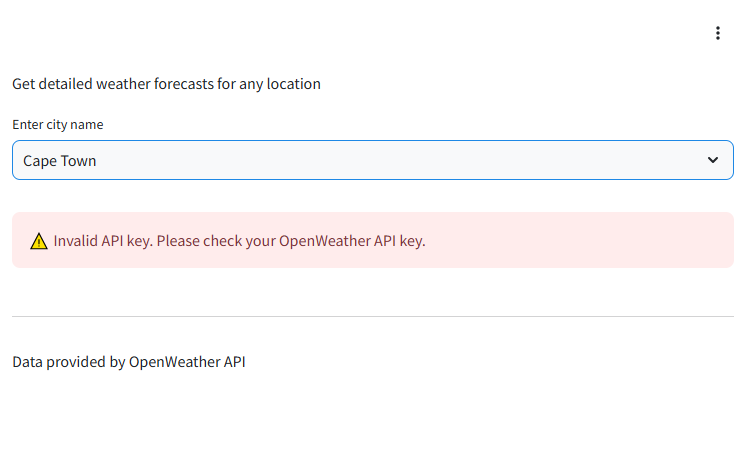 Get detailed weather forecasts for any location
Enter city name
Cape Town
Invalid API key. Please check your OpenWeather API key.
Data provided by OpenWeather API